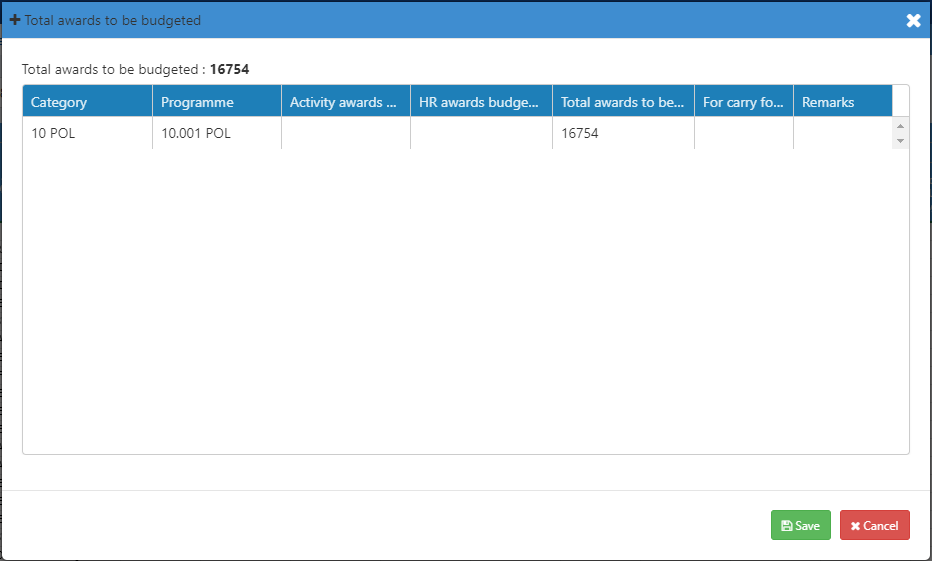 Total awards to be budgeted
Total awards to be budgeted : 16754
Category Programme Activity awards ... HR awards budge... Total awards to be... For carry fo... Remarks
10 POL 10.001 POL 16754
Save Cancel